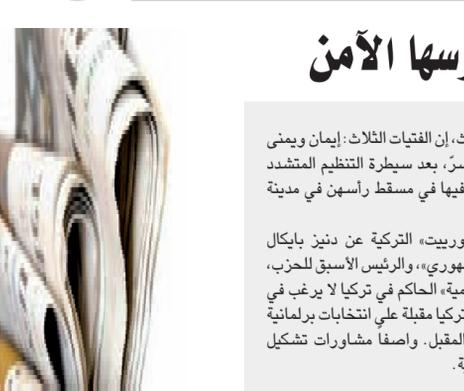 رسها الآمن
ث، إن الفتيات الثلاث: إيمان ويمنى
سرّ، بعد سيطرة التنظيم المتشدد
فيها في مسقط رأسهن في مدينة
ورييت» التركية عن دنيز بايكال
هوري»، والرئيس الأسبق للحزب،
مية» الحاكم في تركيا لا يرغب في
تركيا مقبلة على انتخابات برلمانية
المقبل. واصفاً مشاورات تشكيل
ة.